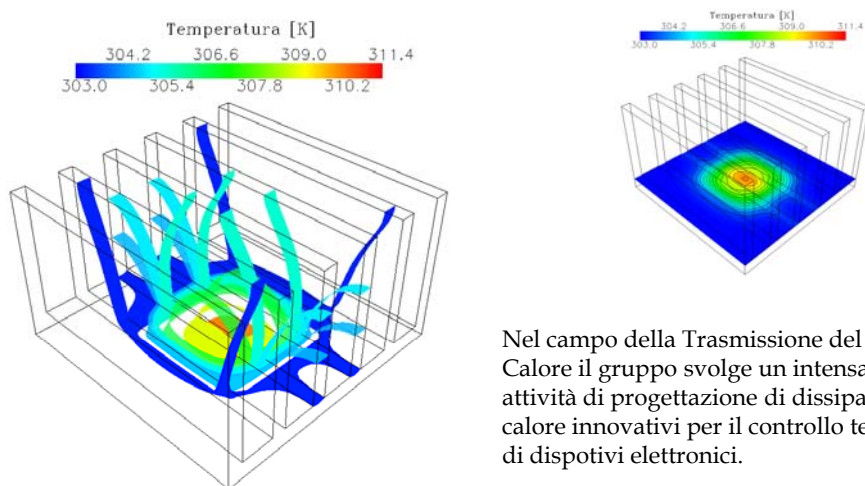 Temperatura [K]
304.2 306.6 309.0 311.4
303.0 305.4 307.8 310.2
Temperatura [K]
304.2 306.6 309.0 311.4
303.0 305.4 307.8 310.2
Nel campo della Trasmissione del
Calore il gruppo svolge un intensa
attività di progettazione di dissipa
calore innovativi per il controllo te
di dispotivi elettronici.